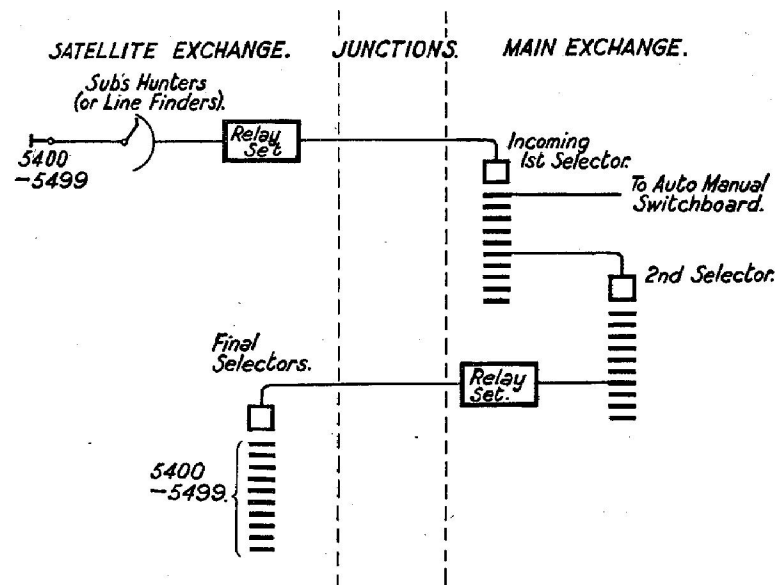 SATELLITE EXCHANGE.
JUNCTIONS.
MAIN EXCHANGE.
Sub's Hunters
(or Line Finders).
5400
-5499
Relay
Set
Incoming
1st Selector.
To Auto Manual
Switchboard.
2nd Selector.
Final
Selectors.
Relay
Set.
5400
-5499.